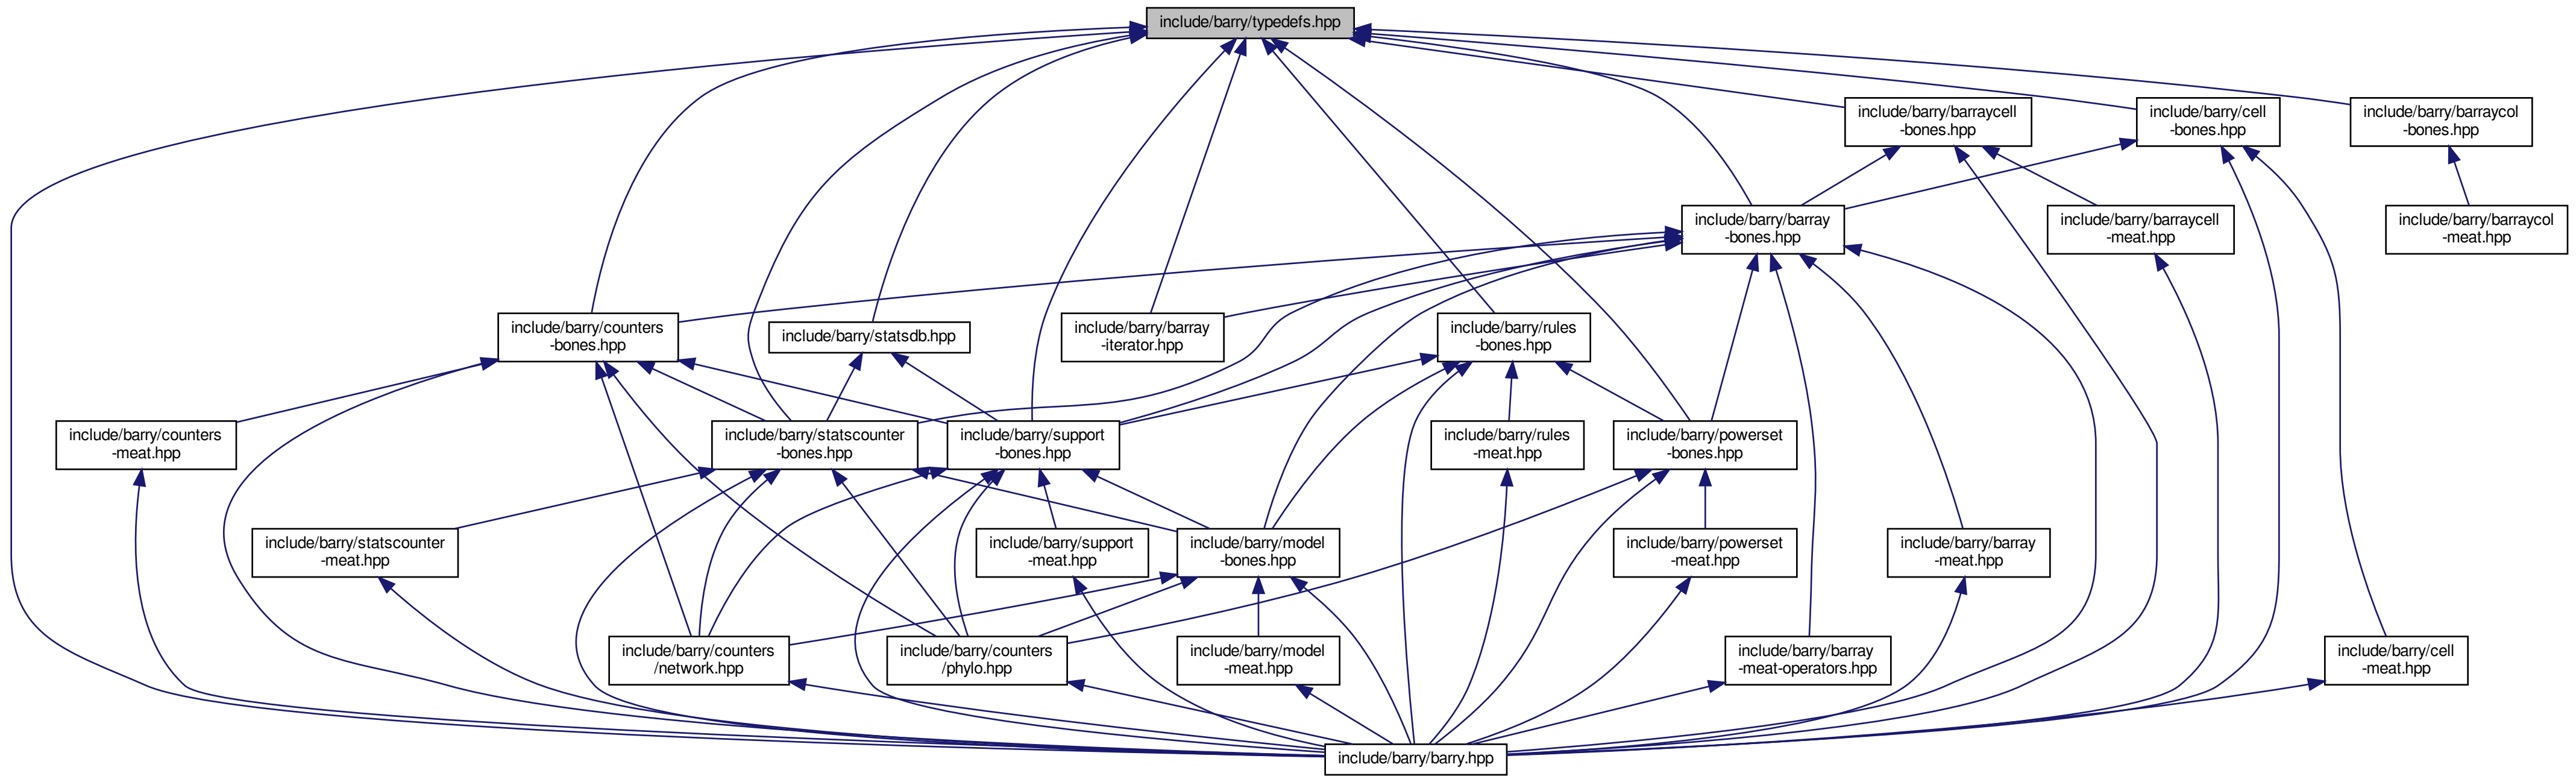 include/barry/typedefs.hpp
include/barry/barraycell
-bones.hpp
include/barry/cell
-bones.hpp
include/barry/barraycol
-bones.hpp
include/barry/barray
-bones.hpp
include/barry/barraycell
-meat.hpp
include/barry/barraycol
-meat.hpp
include/barry/counters
-bones.hpp
include/barry/statsdb.hpp
include/barry/barray
-iterator.hpp
include/barry/rules
-bones.hpp
include/barry/counters
-meat.hpp
include/barry/statscounter
-bones.hpp
include/barry/support
-bones.hpp
include/barry/rules
-meat.hpp
include/barry/powerset
-bones.hpp
include/barry/statscounter
-meat.hpp
include/barry/support
-meat.hpp
include/barry/model
-bones.hpp
include/barry/powerset
-meat.hpp
include/barry/barray
-meat.hpp
include/barry/counters
/network.hpp
include/barry/counters
/phylo.hpp
include/barry/model
-meat.hpp
include/barry/barray
-meat-operators.hpp
include/barry/cell
-meat.hpp
include/barry/barry.hpp